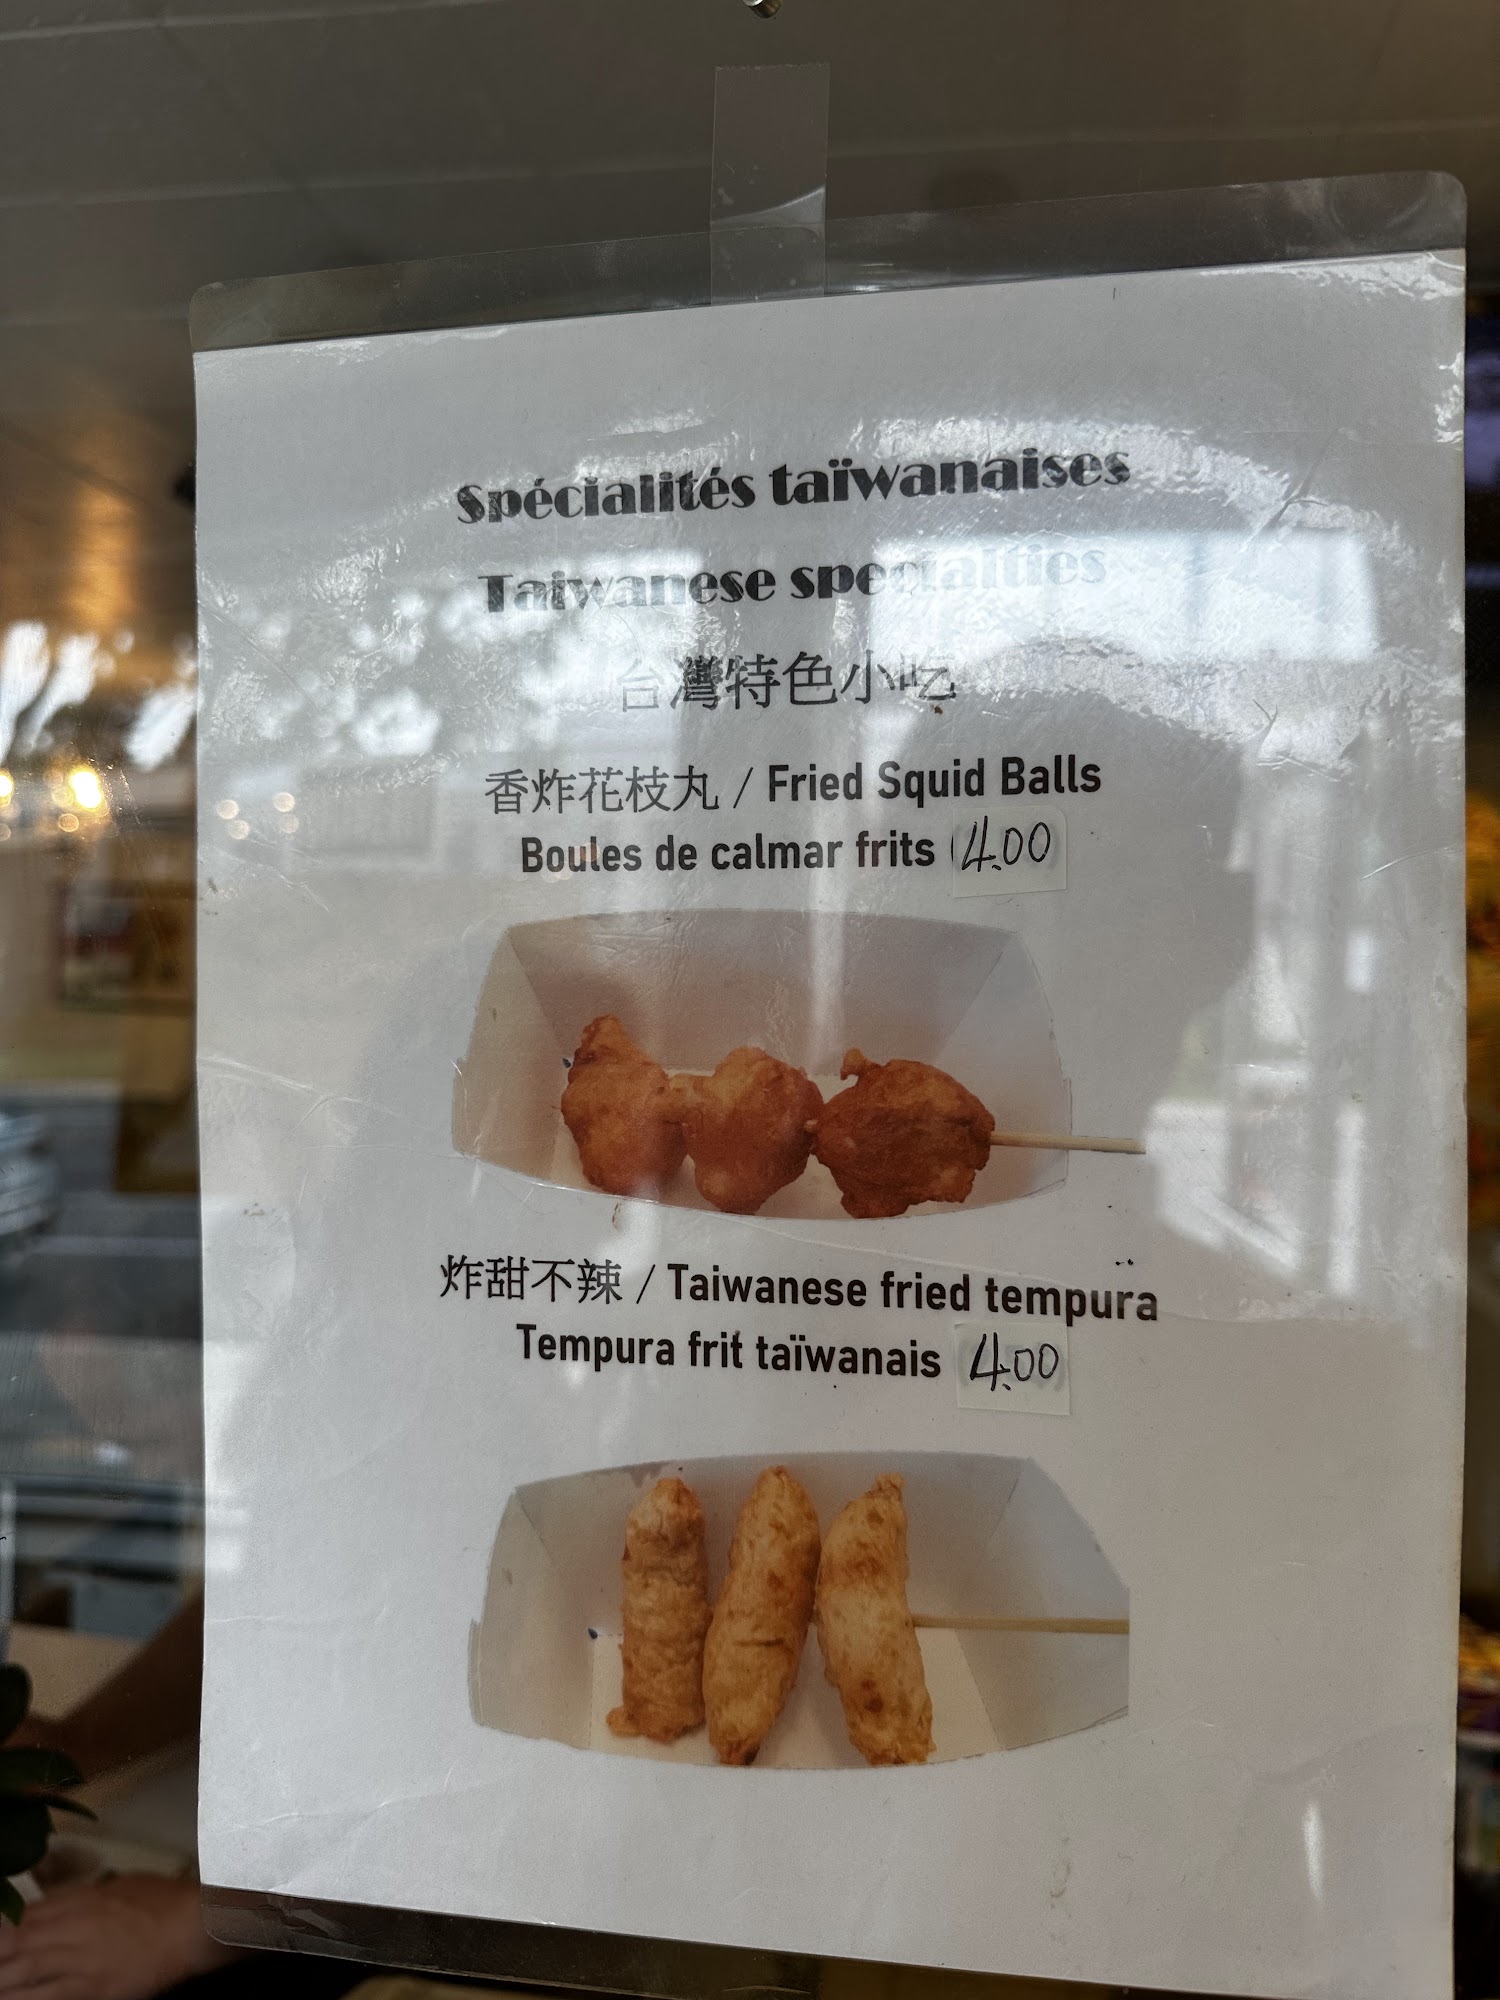 Spécialités taïwanaises
Taiwanese specialties
台灣特色小吃
香炸花枝丸 / Fried Squid Balls
Boules de calmar frits 4.00
炸甜不辣 / Taiwanese fried tempura
Tempura frit taïwanais 4.00